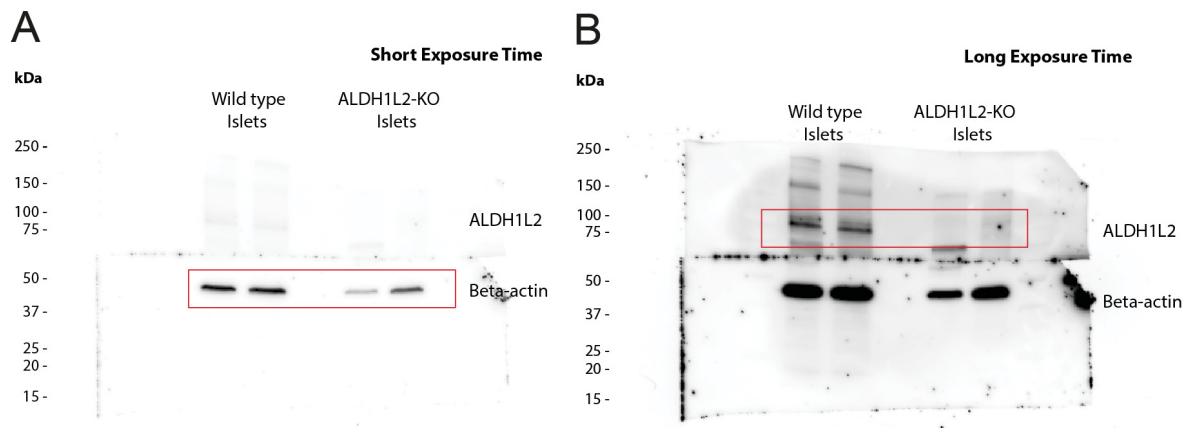 A
Short Exposure Time
kDa
Wild type
Islets
ALDH1L2-KO
Islets
250 -
150 -
100 -
75 -
50 -
37 -
25 -
20 -
15 -
ALDH1L2
Beta-actin
B
Long Exposure Time
kDa
Wild type
Islets
ALDH1L2-KO
Islets
250 -
150 -
100 -
75 -
50 -
37 -
25 -
20 -
15 -
ALDH1L2
Beta-actin